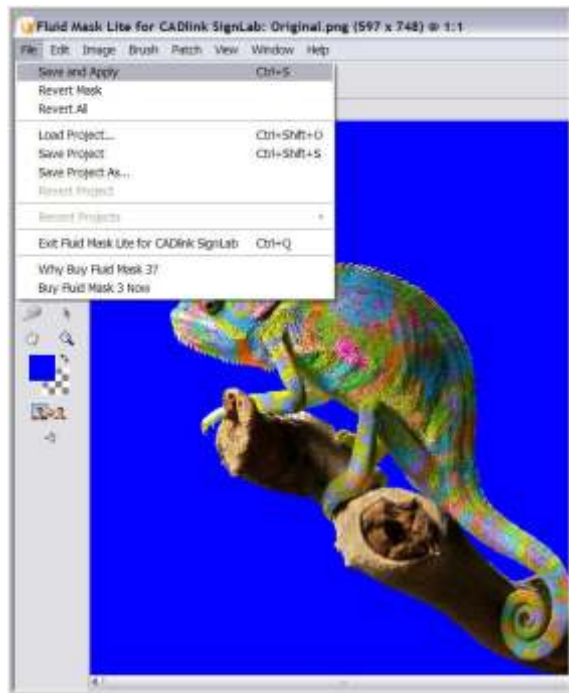 Fluid Mask Lite for CADlink SignLab: Original.png (597 x 748) @ 1:1
File Edit Image Brush Patch View Window Help
Save and Apply Ctrl+S
Revert Mask
Revert All
Load Project... Ctrl+Shift+O
Save Project Ctrl+Shift+S
Save Project As...
Revert Project
Recent Projects
Exit Fluid Mask Lite for CADlink SignLab Ctrl+Q
Why Buy Fluid Mask 3?
Buy Fluid Mask 3 Now